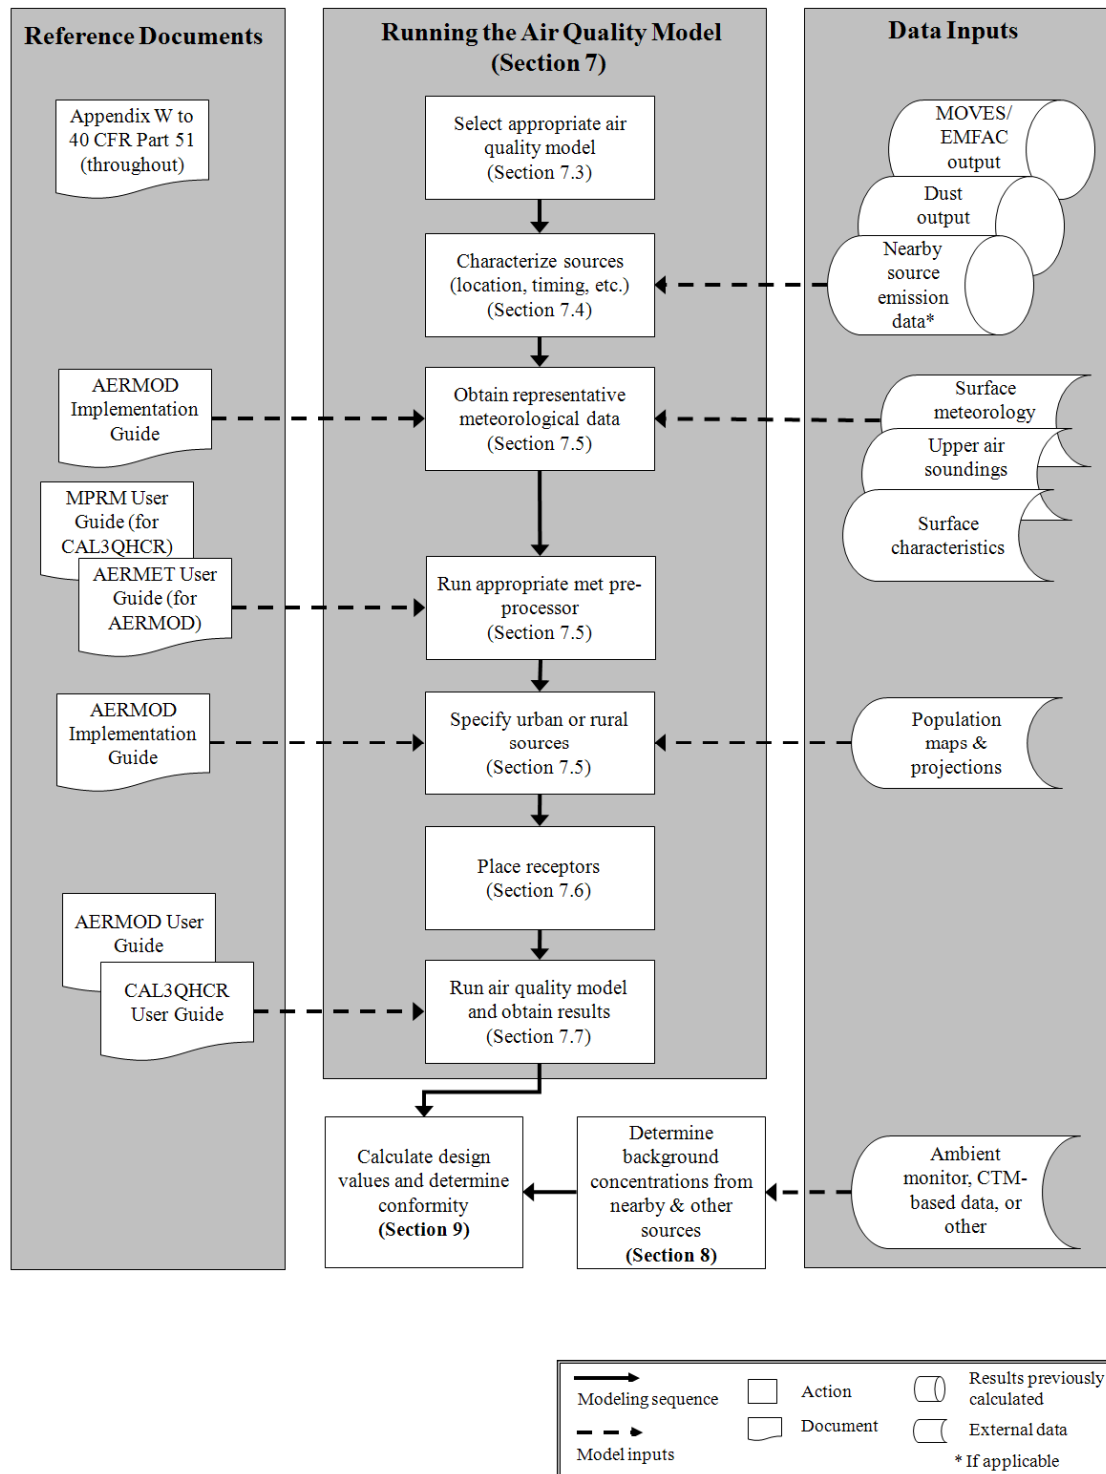 Reference Documents
Appendix W to
40 CFR Part 51
(throughout)
AERMOD
Implementation
Guide
MPRM User
Guide (for
CAL3QHCR)
AERMET User
Guide (for
AERMOD)
AERMOD
Implementation
Guide
AERMOD User
Guide
CAL3QHCR
User Guide
Running the Air Quality Model
(Section 7)
Select appropriate air
quality model
(Section 7.3)
Characterize sources
(location, timing, etc.)
(Section 7.4)
Obtain representative
meteorological data
(Section 7.5)
Run appropriate met pre-
processor
(Section 7.5)
Specify urban or rural
sources
(Section 7.5)
Place receptors
(Section 7.6)
Run air quality model
and obtain results
(Section 7.7)
Calculate design
values and determine
conformity
(Section 9)
Determine
background
concentrations from
nearby & other
sources
(Section 8)
Data Inputs
MOVES/
EMFAC
output
Dust
output
Nearby
source
emission
data*
Surface
meteorology
Upper air
soundings
Surface
characteristics
Population
maps &
projections
Ambient
monitor, CTM-
based data, or
other
Modeling sequence
Model inputs
Action
Document
Results previously
calculated
External data
* If applicable